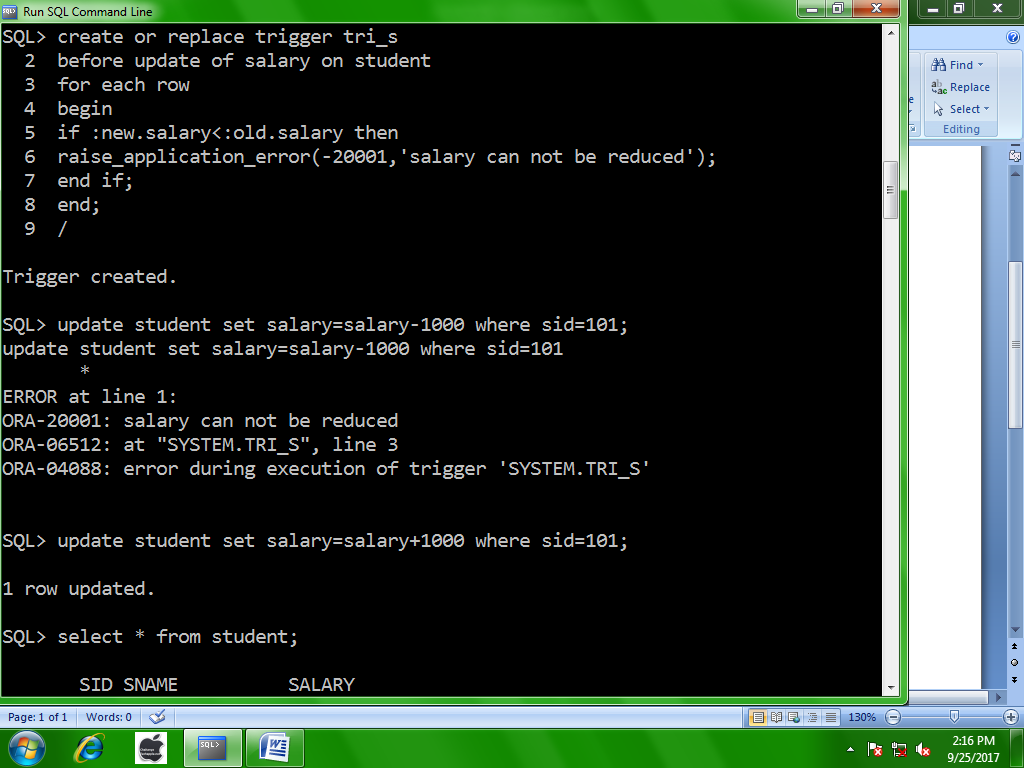 Run SQL Command Line
SQL> create or replace trigger tri_s
2 before update of salary on student
3 for each row
4 begin
5 if :new.salary<:old.salary then
6 raise_application_error(-20001,'salary can not be reduced');
7 end if;
8 end;
9 /
Trigger created.
SQL> update student set salary=salary-1000 where sid=101;
update student set salary=salary-1000 where sid=101
*
ERROR at line 1:
ORA-20001: salary can not be reduced
ORA-06512: at "SYSTEM.TRI_S", line 3
ORA-04088: error during execution of trigger 'SYSTEM.TRI_S'
SQL> update student set salary=salary+1000 where sid=101;
1 row updated.
SQL> select * from student;
SID SNAME SALARY
Find
Replace
Select
Editing
Page: 1 of 1 Words: 0
130%
2:16 PM
9/25/2017